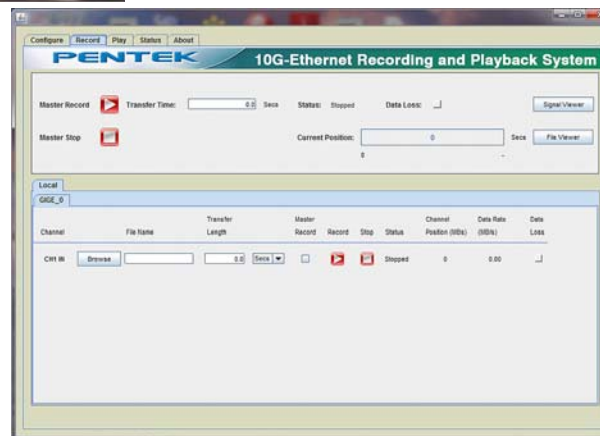 Configure Record Play Status About
PENTEK 10G-Ethernet Recording and Playback System
Master Record Transfer Time: 0.0 Secs Status: Stopped Data Loss: Signal Viewer
Master Stop Current Position: 0 Secs File Viewer
0 -
Local
GIGE_0
Transfer Master Channel Data Rate Data
Channel File Name Length Record Record Stop Status Position (MBs) (MB/s) Loss
CH1 IN Browse 0.0 Secs Stopped 0 0.00